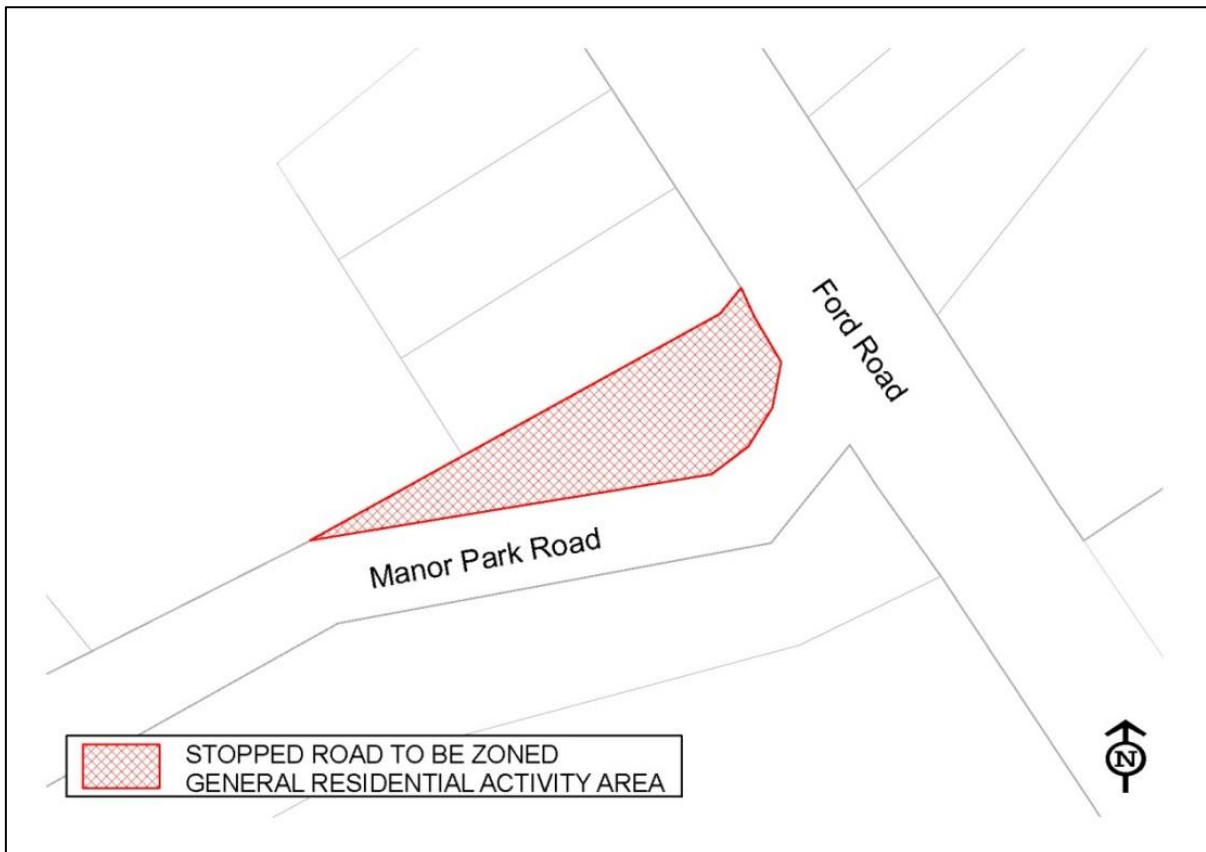 Ford Road
Manor Park Road
STOPPED ROAD TO BE ZONED
GENERAL RESIDENTIAL ACTIVITY AREA
N